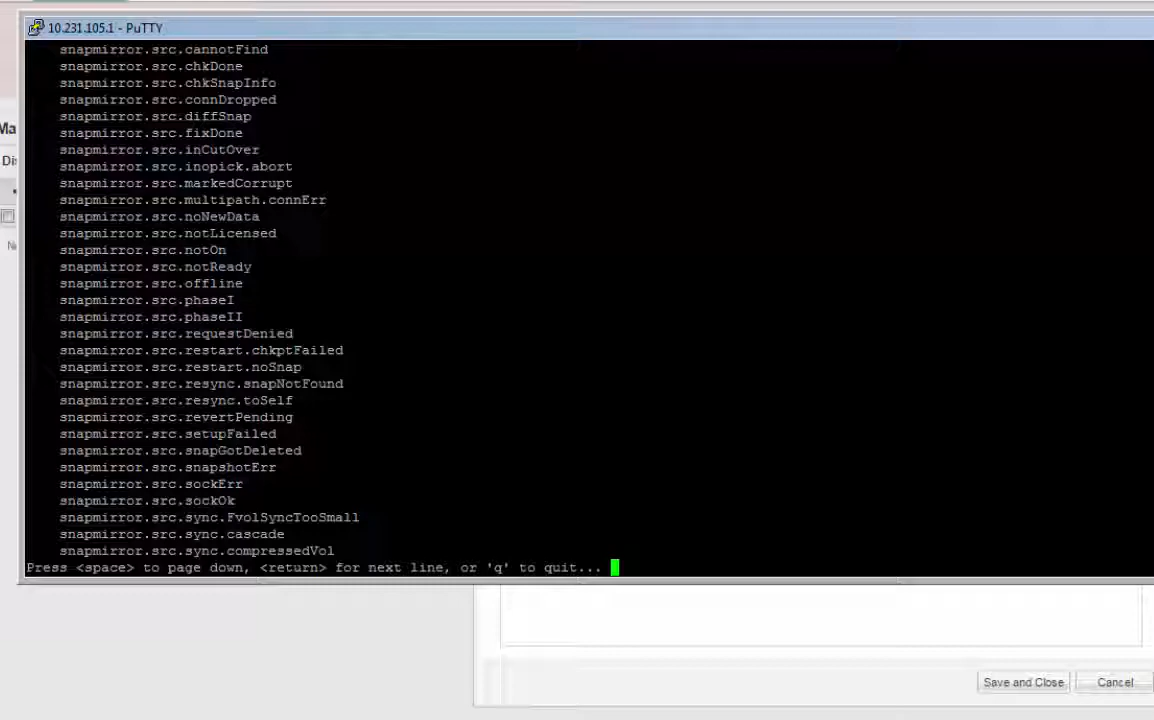 10.231.105.1 - PuTTY
snapmirror.src.cannotFind
snapmirror.src.chkDone
snapmirror.src.chkSnapInfo
snapmirror.src.connDropped
snapmirror.src.diffSnap
snapmirror.src.fixDone
snapmirror.src.inCutOver
snapmirror.src.inopick.abort
snapmirror.src.markedCorrupt
snapmirror.src.multipath.connErr
snapmirror.src.noNewData
snapmirror.src.notLicensed
snapmirror.src.notOn
snapmirror.src.notReady
snapmirror.src.offline
snapmirror.src.phaseI
snapmirror.src.phaseII
snapmirror.src.requestDenied
snapmirror.src.restart.chkptFailed
snapmirror.src.restart.noSnap
snapmirror.src.resync.snapNotFound
snapmirror.src.resync.toSelf
snapmirror.src.revertPending
snapmirror.src.setupFailed
snapmirror.src.snapGotDeleted
snapmirror.src.snapshotErr
snapmirror.src.sockErr
snapmirror.src.sockOk
snapmirror.src.sync.FvolSyncTooSmall
snapmirror.src.sync.cascade
snapmirror.src.sync.compressedVol
Press <space> to page down, <return> for next line, or 'q' to quit...
Save and Close
Cancel